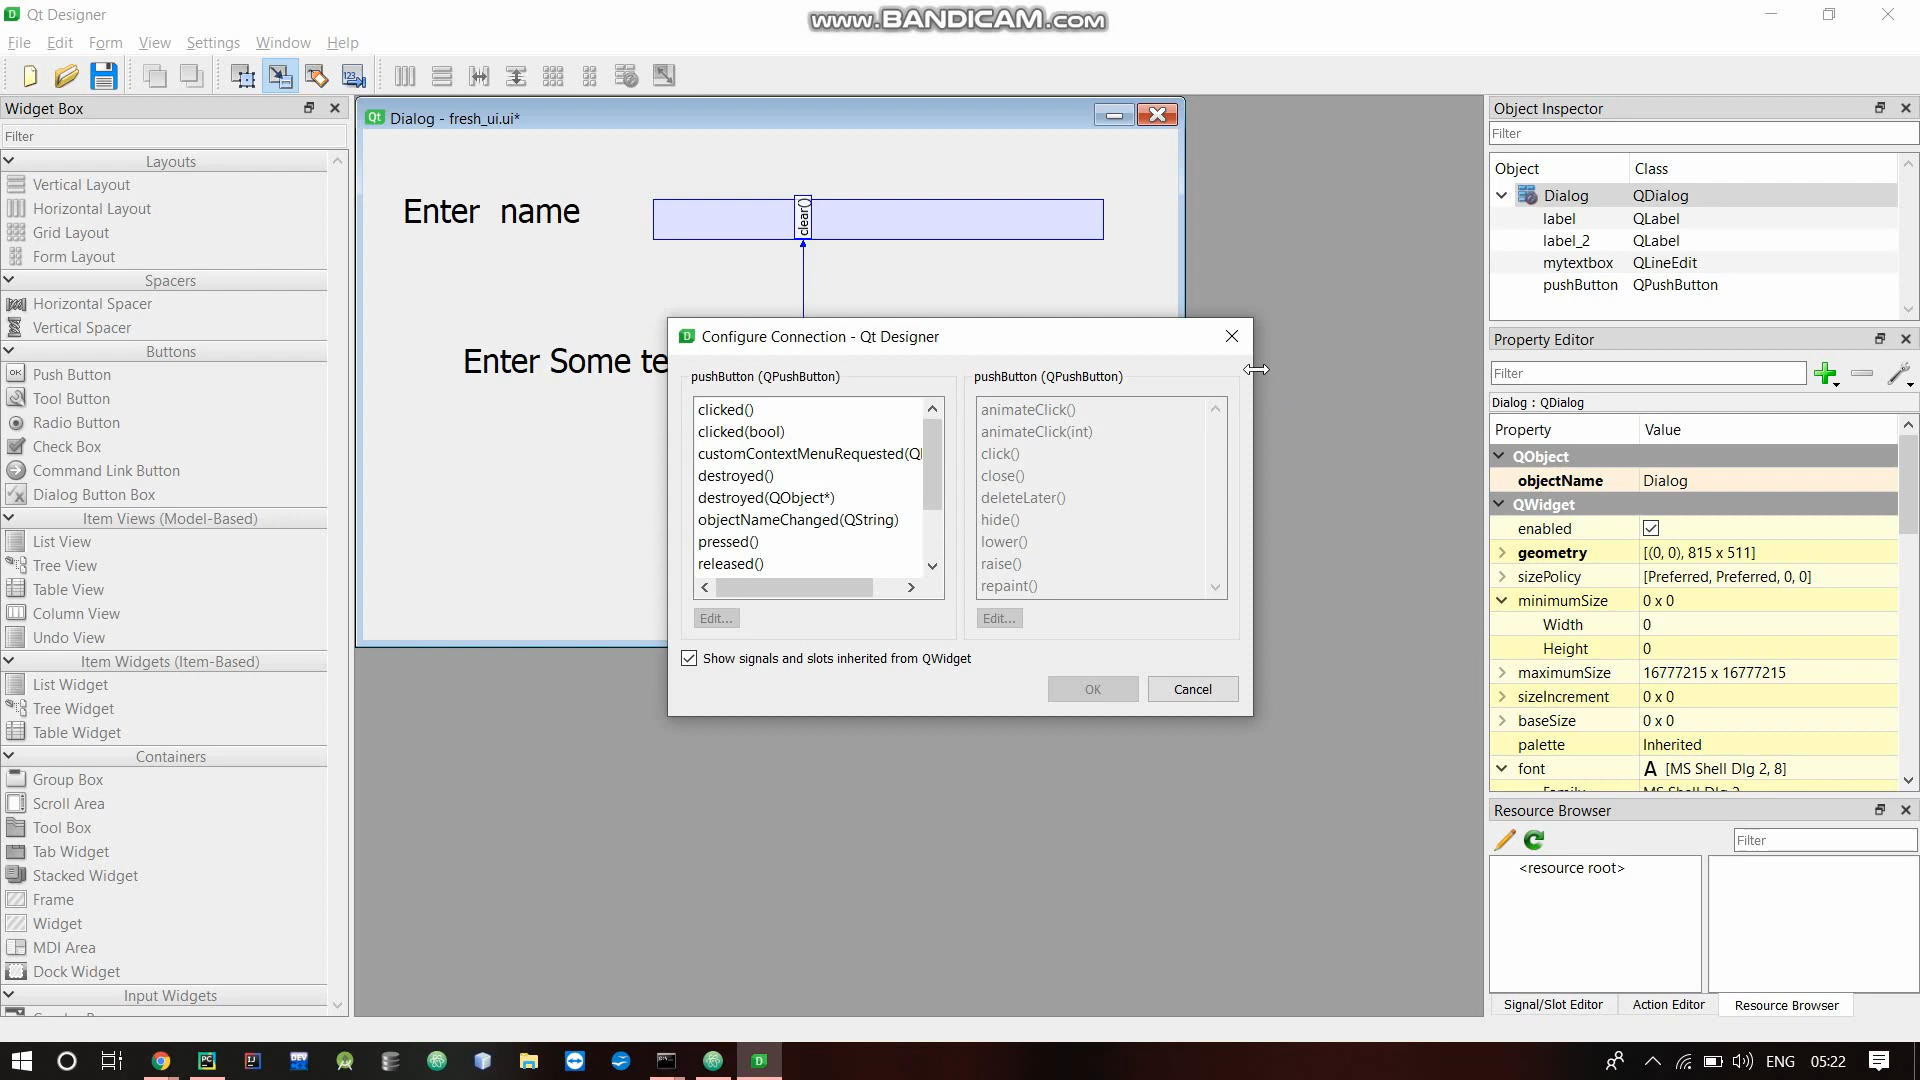 Qt Designer
www.BANDICAM.com
File Edit Form View Settings Window Help
Widget Box
Filter
Layouts
Vertical Layout
Horizontal Layout
Grid Layout
Form Layout
Spacers
Horizontal Spacer
Vertical Spacer
Buttons
Push Button
Tool Button
Radio Button
Check Box
Command Link Button
Dialog Button Box
Item Views (Model-Based)
List View
Tree View
Table View
Column View
Undo View
Item Widgets (Item-Based)
List Widget
Tree Widget
Table Widget
Containers
Group Box
Scroll Area
Tool Box
Tab Widget
Stacked Widget
Frame
Widget
MDI Area
Dock Widget
Input Widgets
Dialog - fresh_ui.ui*
Enter name
clear()
Enter Some te
Configure Connection - Qt Designer
pushButton (QPushButton)
clicked()
clicked(bool)
customContextMenuRequested(Q
destroyed()
destroyed(QObject*)
objectNameChanged(QString)
pressed()
released()
Edit...
pushButton (QPushButton)
animateClick()
animateClick(int)
click()
close()
deleteLater()
hide()
lower()
raise()
repaint()
Edit...
Show signals and slots inherited from QWidget
OK Cancel
Object Inspector
Filter
Object Class
Dialog QDialog
label QLabel
label_2 QLabel
mytextbox QLineEdit
pushButton QPushButton
Property Editor
Filter
Dialog : QDialog
Property Value
QObject
objectName Dialog
QWidget
enabled
geometry [(0, 0), 815 x 511]
sizePolicy [Preferred, Preferred, 0, 0]
minimumSize 0 x 0
Width 0
Height 0
maximumSize 16777215 x 16777215
sizeIncrement 0 x 0
baseSize 0 x 0
palette Inherited
font A [MS Shell Dlg 2, 8]
Family MS Shell Dlg 2
Resource Browser
Filter
<resource root>
Signal/Slot Editor Action Editor Resource Browser
ENG 05:22